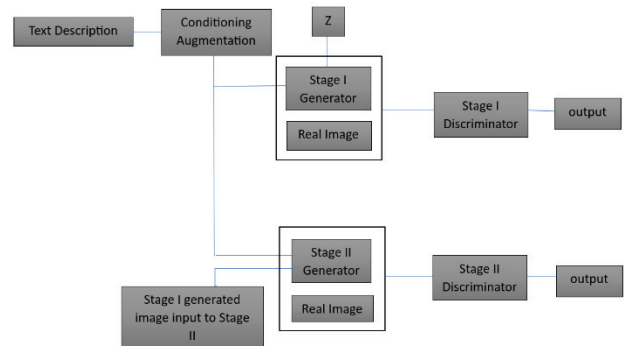 Text Description
Conditioning
Augmentation
Z
Stage I
Generator
Real Image
Stage I
Discriminator
output
Stage II
Generator
Real Image
Stage II
Discriminator
output
Stage I generated
image input to Stage
II